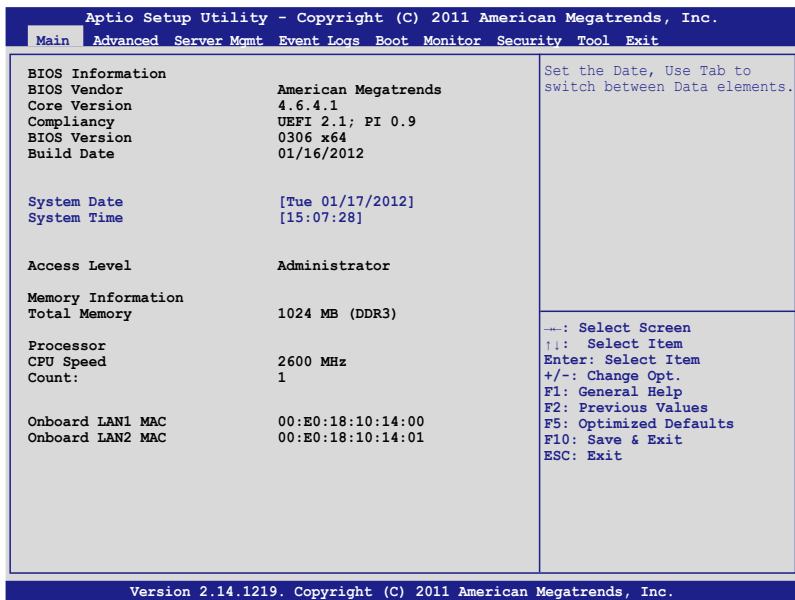 Aptio Setup Utility - Copyright (C) 2011 American Megatrends, Inc.
Main Advanced Server Mgmt Event Logs Boot Monitor Security Tool Exit
BIOS Information
BIOS Vendor American Megatrends
Core Version 4.6.4.1
Compliancy UEFI 2.1; PI 0.9
BIOS Version 0306 x64
Build Date 01/16/2012
System Date [Tue 01/17/2012]
System Time [15:07:28]
Access Level Administrator
Memory Information
Total Memory 1024 MB (DDR3)
Processor
CPU Speed 2600 MHz
Count: 1
Onboard LAN1 MAC 00:E0:18:10:14:00
Onboard LAN2 MAC 00:E0:18:10:14:01
Set the Date, Use Tab to
switch between Data elements.
→←: Select Screen
↑↓: Select Item
Enter: Select Item
+/-: Change Opt.
F1: General Help
F2: Previous Values
F5: Optimized Defaults
F10: Save & Exit
ESC: Exit
Version 2.14.1219. Copyright (C) 2011 American Megatrends, Inc.